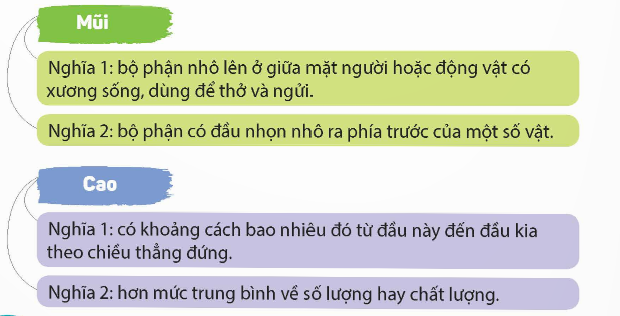 Mũi
Nghĩa 1: bộ phận nhô lên ở giữa mặt người hoặc động vật có
xương sống, dùng để thở và ngửi.
Nghĩa 2: bộ phận có đầu nhọn nhô ra phía trước của một số vật.
Cao
Nghĩa 1: có khoảng cách bao nhiêu đó từ đầu này đến đầu kia
theo chiều thẳng đứng.
Nghĩa 2: hơn mức trung bình về số lượng hay chất lượng.